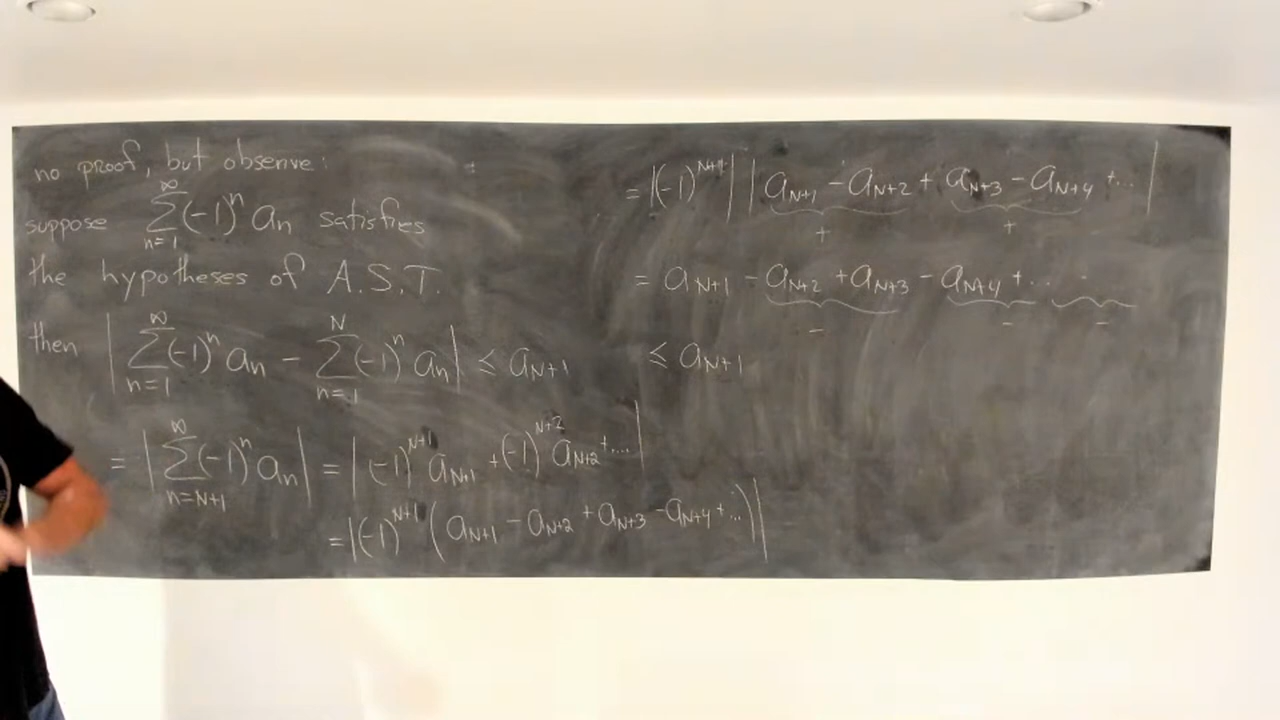 no proof, but observe:
suppose ∞ Σ n=1 (-1)^n a_n satisfies
the hypotheses of A.S.T.
then | ∞ Σ n=1 (-1)^n a_n − N Σ n=1 (-1)^n a_n | ≤ a_{N+1}
= | ∞ Σ n=N+1 (-1)^n a_n | = | (-1)^{N+1} a_{N+1} + (-1)^{N+2} a_{N+2} + .... |
= | (-1)^{N+1} ( a_{N+1} − a_{N+2} + a_{N+3} − a_{N+4} + ... ) |
= | (-1)^{N+1} | | a_{N+1} − a_{N+2} + a_{N+3} − a_{N+4} + ... |
+ +
= a_{N+1} − a_{N+2} + a_{N+3} − a_{N+4} + ... .
− − −
≤ a_{N+1}